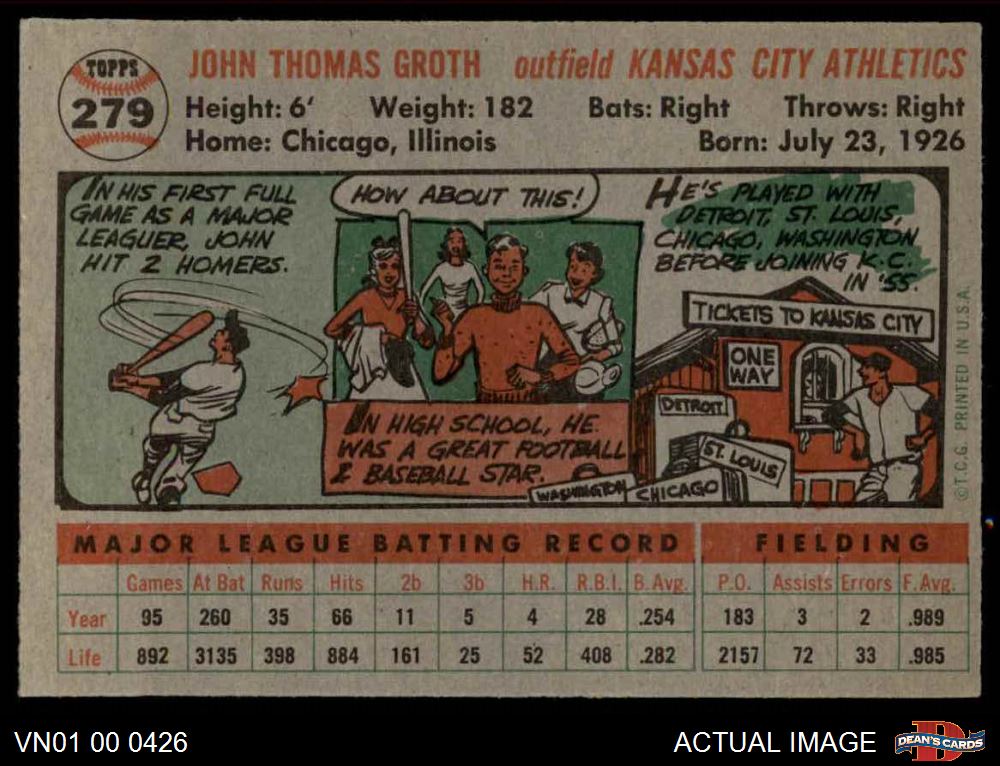 TOPPS
279
JOHN THOMAS GROTH outfield KANSAS CITY ATHLETICS
Height: 6' Weight: 182 Bats: Right Throws: Right
Home: Chicago, Illinois Born: July 23, 1926
IN HIS FIRST FULL
GAME AS A MAJOR
LEAGUER, JOHN
HIT 2 HOMERS.
HOW ABOUT THIS!
IN HIGH SCHOOL, HE
WAS A GREAT FOOTBALL
& BASEBALL STAR.
HE'S PLAYED WITH
DETROIT, ST. LOUIS,
CHICAGO, WASHINGTON
BEFORE JOINING K.C.
IN '55.
TICKETS TO KANSAS CITY
ONE
WAY
DETROIT
ST. LOUIS
WASHINGTON
CHICAGO
© T.C.G. PRINTED IN U.S.A.
MAJOR LEAGUE BATTING RECORD FIELDING
Games At Bat Runs Hits 2b 3b H.R. R.B.I. B. Avg. P.O. Assists Errors F. Avg.
Year 95 260 35 66 11 5 4 28 .254 183 3 2 .989
Life 892 3135 398 884 161 25 52 408 .282 2157 72 33 .985
VN01 00 0426 ACTUAL IMAGE DEAN'S CARDS